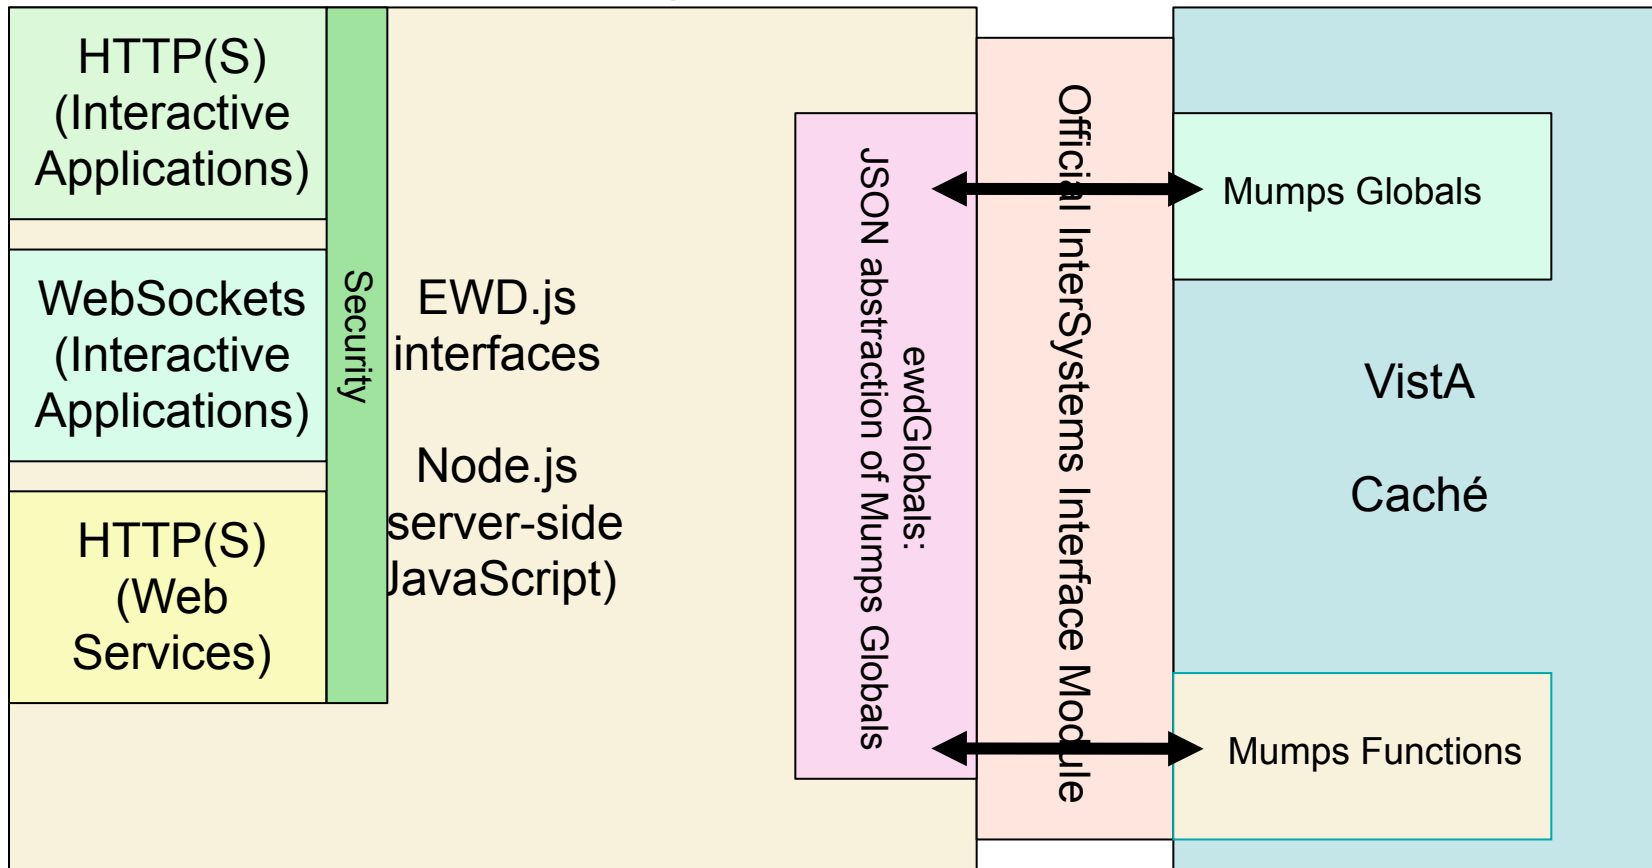 HTTP(S)
(Interactive
Applications)
WebSockets
(Interactive
Applications)
HTTP(S)
(Web
Services)
Security
EWD.js
interfaces
Node.js
server-side
JavaScript)
ewdGlobals:
JSON abstraction of Mumps Globals
Official InterSystems Interface Module
Mumps Globals
VistA
Caché
Mumps Functions